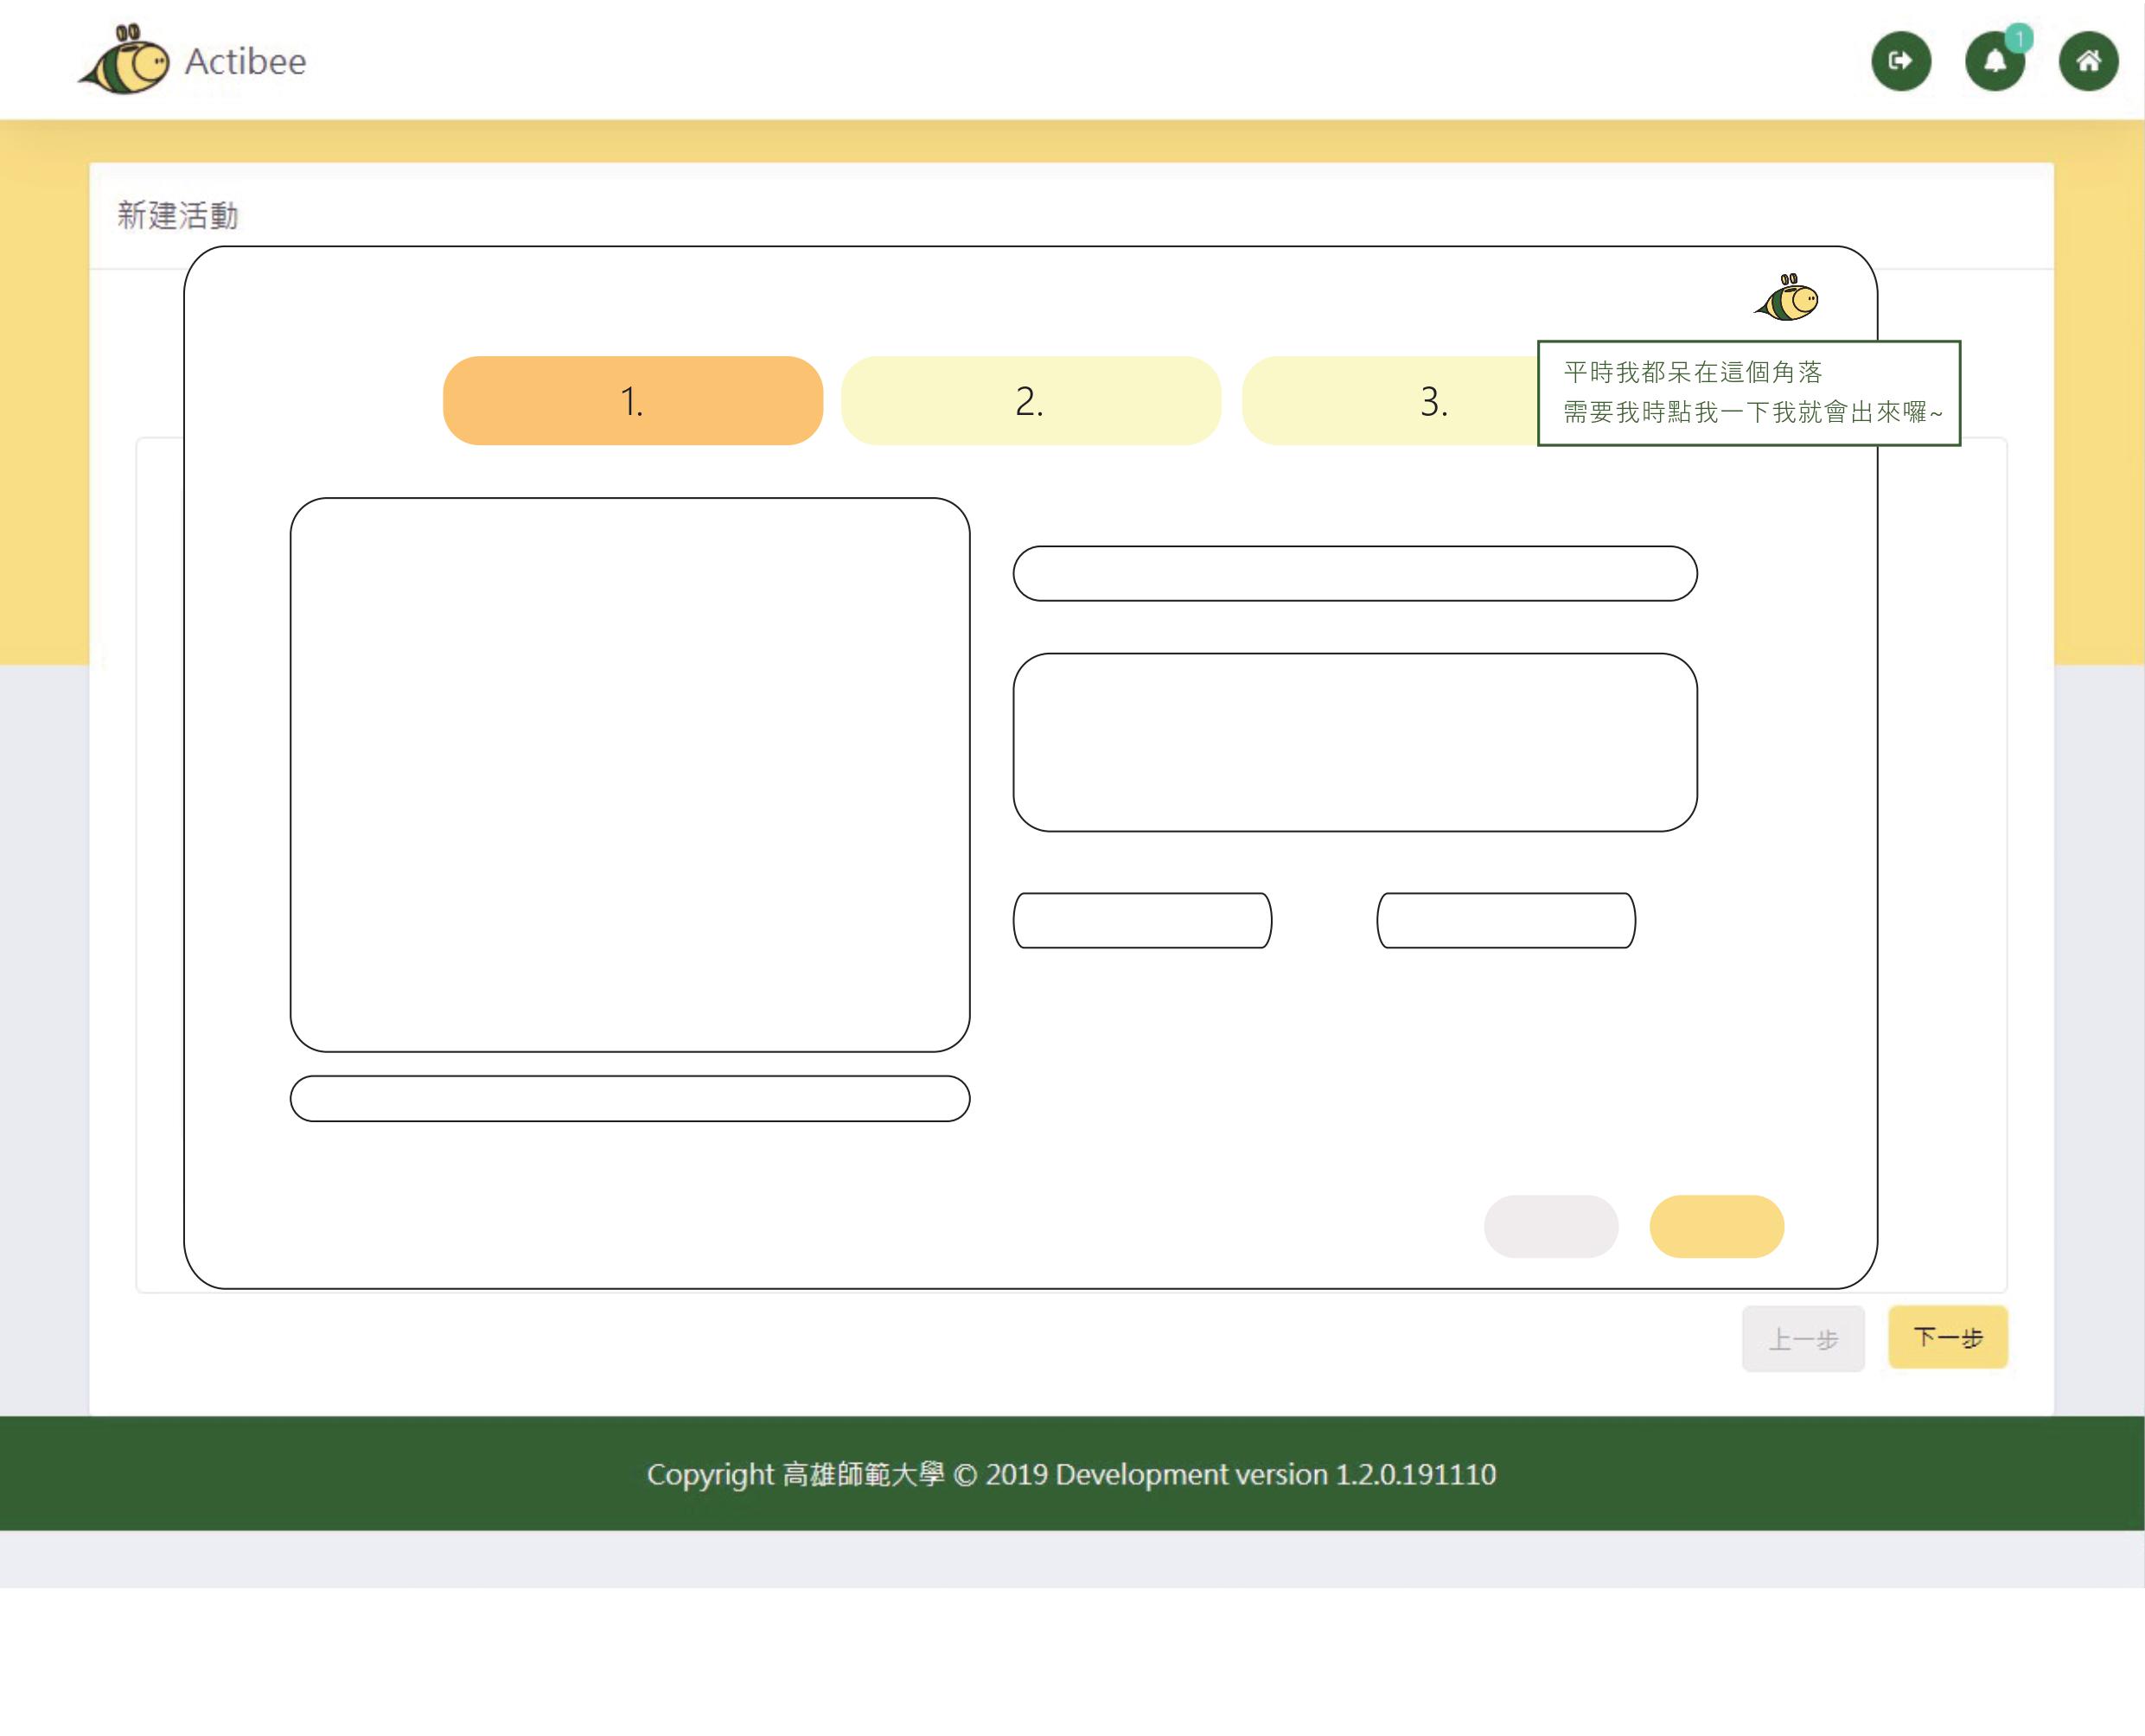 Actibee
1
新建活動
1.
2.
3.
平時我都呆在這個角落
需要我時點我一下我就會出來囉~
上一步
下一步
Copyright 高雄師範大學 © 2019 Development version 1.2.0.191110